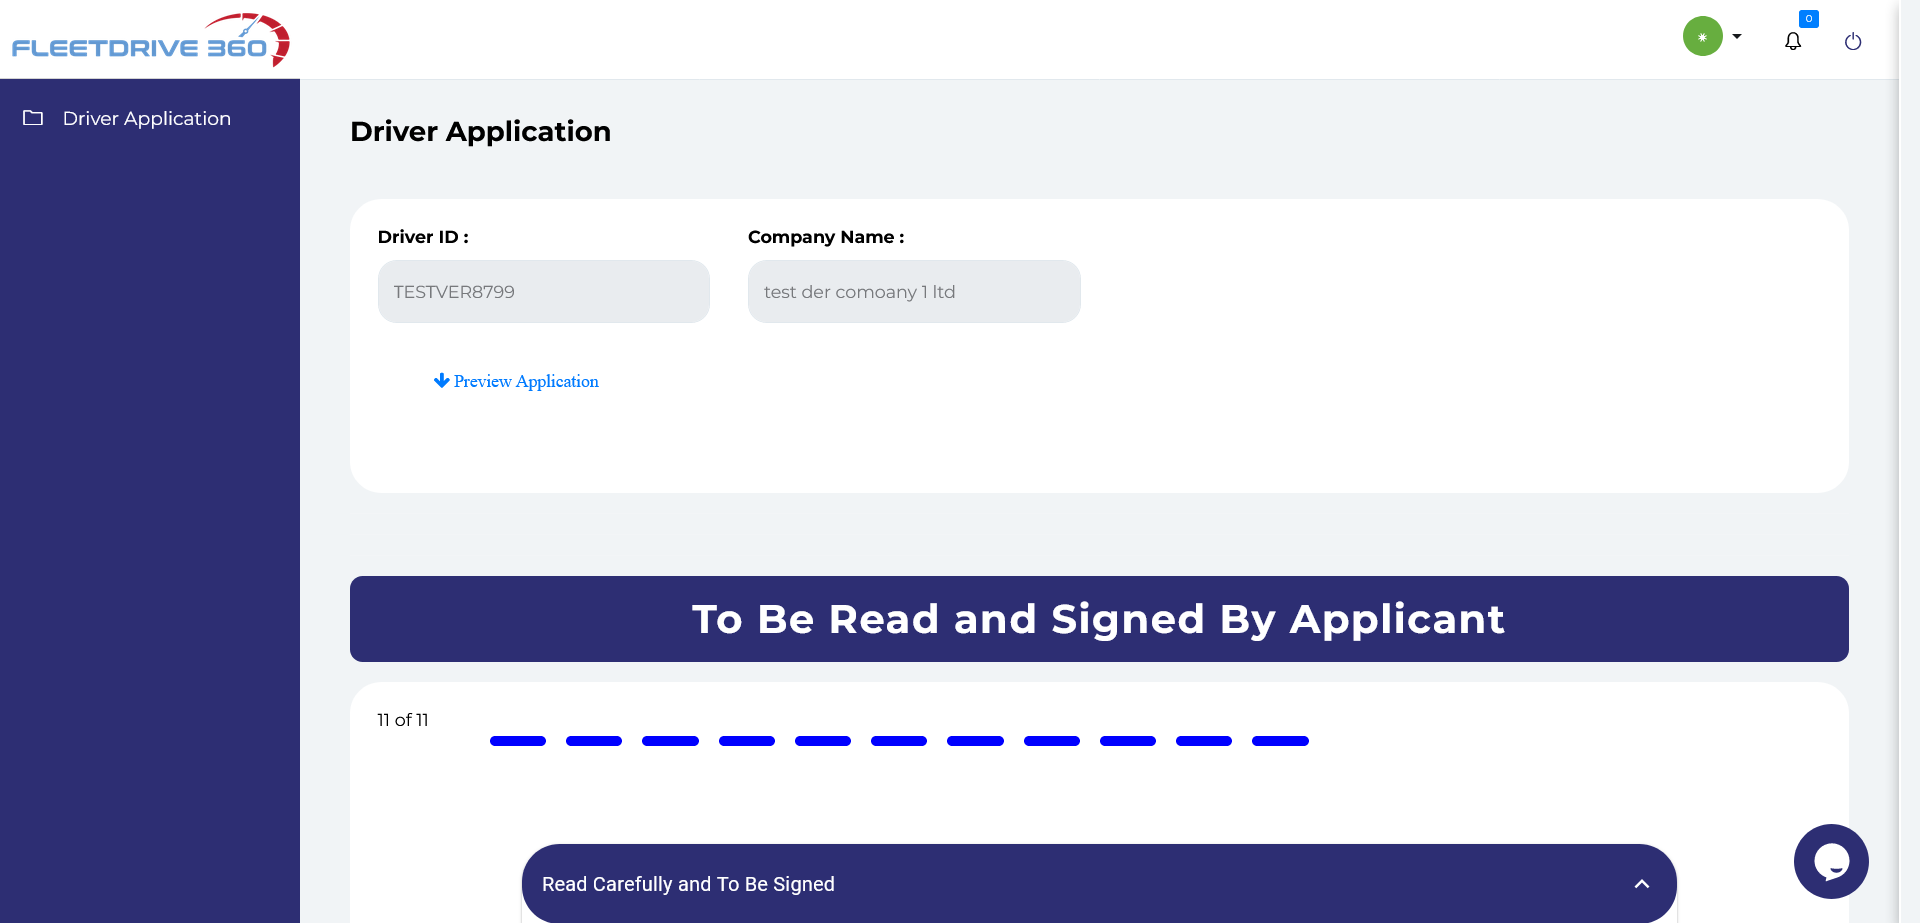 FLEETDRIVE 360
0
Driver Application
Driver Application
Driver ID :
Company Name :
TESTVER8799
test der comoany 1 ltd
Preview Application
To Be Read and Signed By Applicant
11 of 11
Read Carefully and To Be Signed